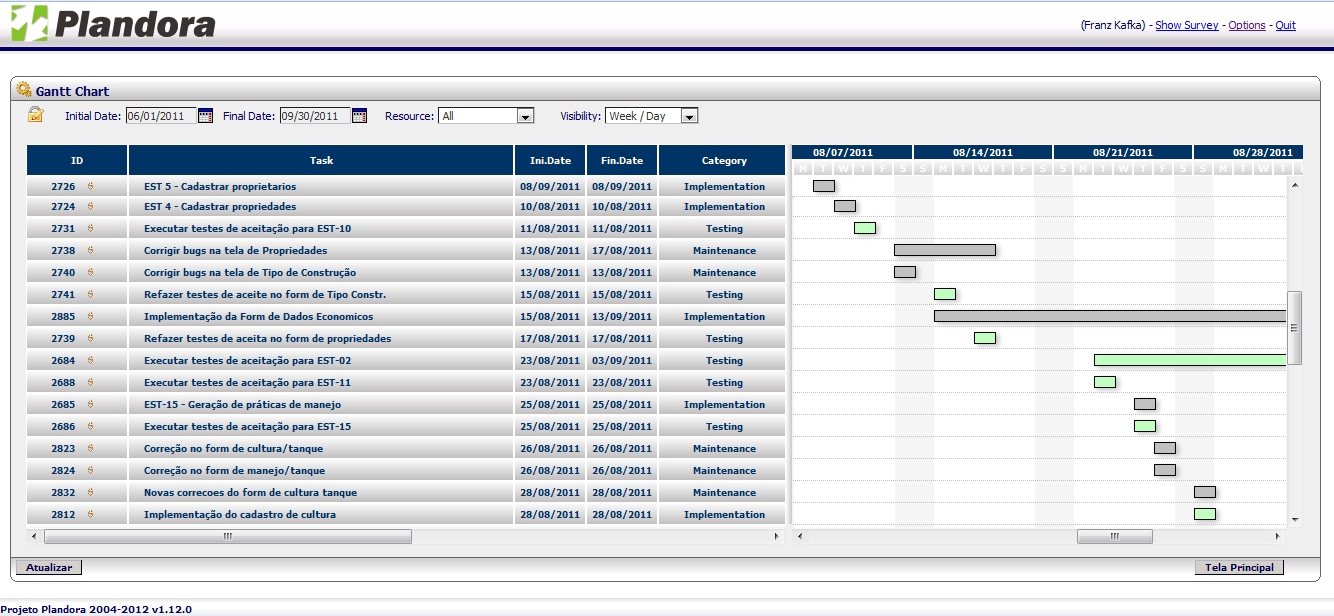 Plandora
(Franz Kafka) - Show Survey - Options - Quit
Gantt Chart
Initial Date: 06/01/2011 Final Date: 09/30/2011 Resource: All Visibility: Week / Day
ID Task Ini.Date Fin.Date Category 08/07/2011 08/14/2011 08/21/2011 08/28/2011
M T W T F S S M T W T F S S M T W T F S S M T W T
2726 EST 5 - Cadastrar proprietarios 08/09/2011 08/09/2011 Implementation
2724 EST 4 - Cadastrar propriedades 10/08/2011 10/08/2011 Implementation
2731 Executar testes de aceitação para EST-10 11/08/2011 11/08/2011 Testing
2738 Corrigir bugs na tela de Propriedades 13/08/2011 17/08/2011 Maintenance
2740 Corrigir bugs na tela de Tipo de Construção 13/08/2011 13/08/2011 Maintenance
2741 Refazer testes de aceite no form de Tipo Constr. 15/08/2011 15/08/2011 Testing
2885 Implementação da Form de Dados Economicos 15/08/2011 13/09/2011 Implementation
2739 Refazer testes de aceita no form de propriedades 17/08/2011 17/08/2011 Testing
2684 Executar testes de aceitação para EST-02 23/08/2011 03/09/2011 Testing
2688 Executar testes de aceitação para EST-11 23/08/2011 23/08/2011 Testing
2685 EST-15 - Geração de práticas de manejo 25/08/2011 25/08/2011 Implementation
2686 Executar testes de aceitação para EST-15 25/08/2011 25/08/2011 Testing
2823 Correção no form de cultura/tanque 26/08/2011 26/08/2011 Maintenance
2824 Correção no form de manejo/tanque 26/08/2011 26/08/2011 Maintenance
2832 Novas correcoes do form de cultura tanque 28/08/2011 28/08/2011 Maintenance
2812 Implementação do cadastro de cultura 28/08/2011 28/08/2011 Implementation
Atualizar Tela Principal
Projeto Plandora 2004-2012 v1.12.0